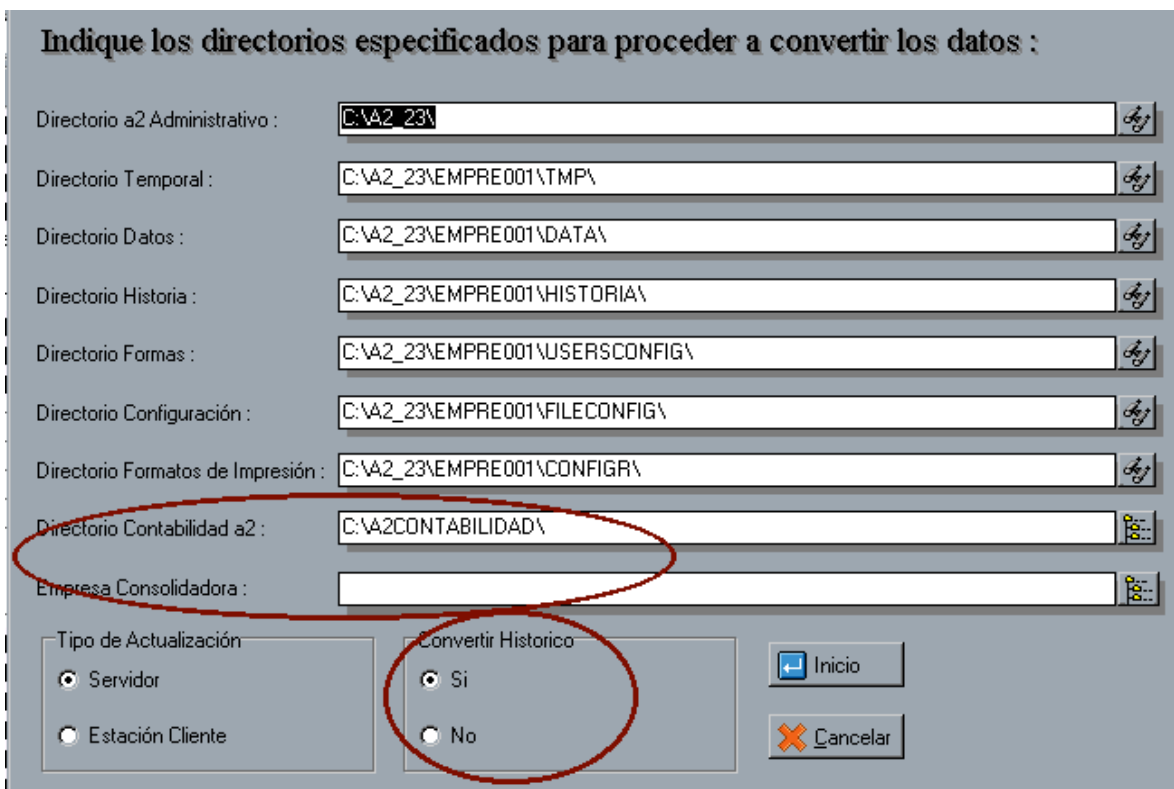 Indique los directorios especificados para proceder a convertir los datos :
Directorio a2 Administrativo : C:\A2_23\
Directorio Temporal : C:\A2_23\EMPRE001\TMP\
Directorio Datos : C:\A2_23\EMPRE001\DATA\
Directorio Historia : C:\A2_23\EMPRE001\HISTORIA\
Directorio Formas : C:\A2_23\EMPRE001\USERSCONFIG\
Directorio Configuración : C:\A2_23\EMPRE001\FILECONFIG\
Directorio Formatos de Impresión : C:\A2_23\EMPRE001\CONFIGR\
Directorio Contabilidad a2 : C:\A2CONTABILIDAD\
Empresa Consolidadora :
Tipo de Actualización Convertir Historico
Servidor Si Inicio
Estación Cliente No Cancelar